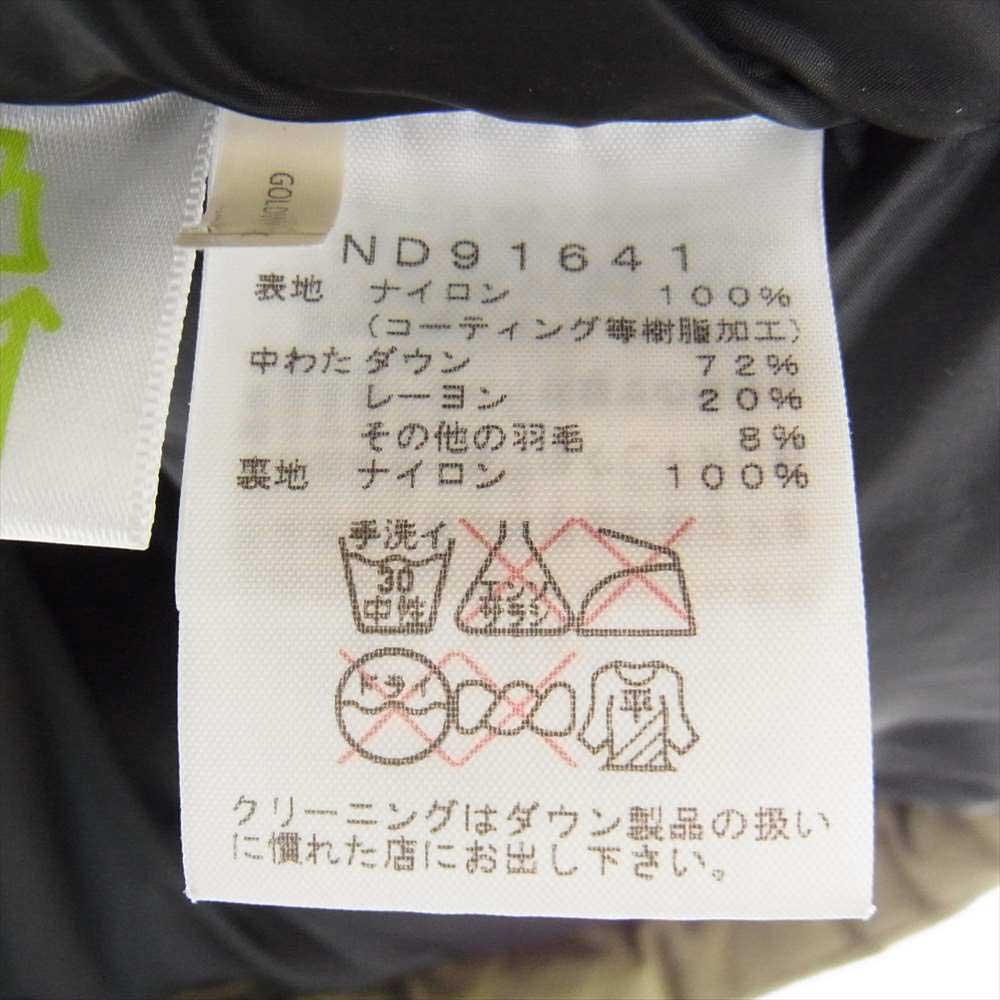 GOLDWIN
ND91641
表地 ナイロン 100%
(コーティング等樹脂加工)
中わた ダウン 72%
レーヨン 20%
その他の羽毛 8%
裏地 ナイロン 100%
手洗イ
30
中性
エンソ
サラシ
ドライ
平
クリーニングはダウン製品の扱い
に慣れた店にお出し下さい。